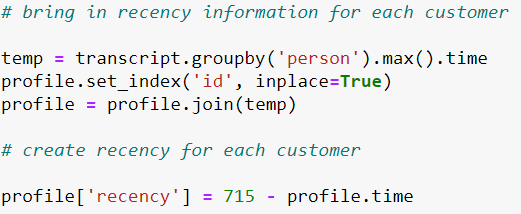 # bring in recency information for each customer
temp = transcript.groupby('person').max().time
profile.set_index('id', inplace=True)
profile = profile.join(temp)
# create recency for each customer
profile['recency'] = 715 - profile.time